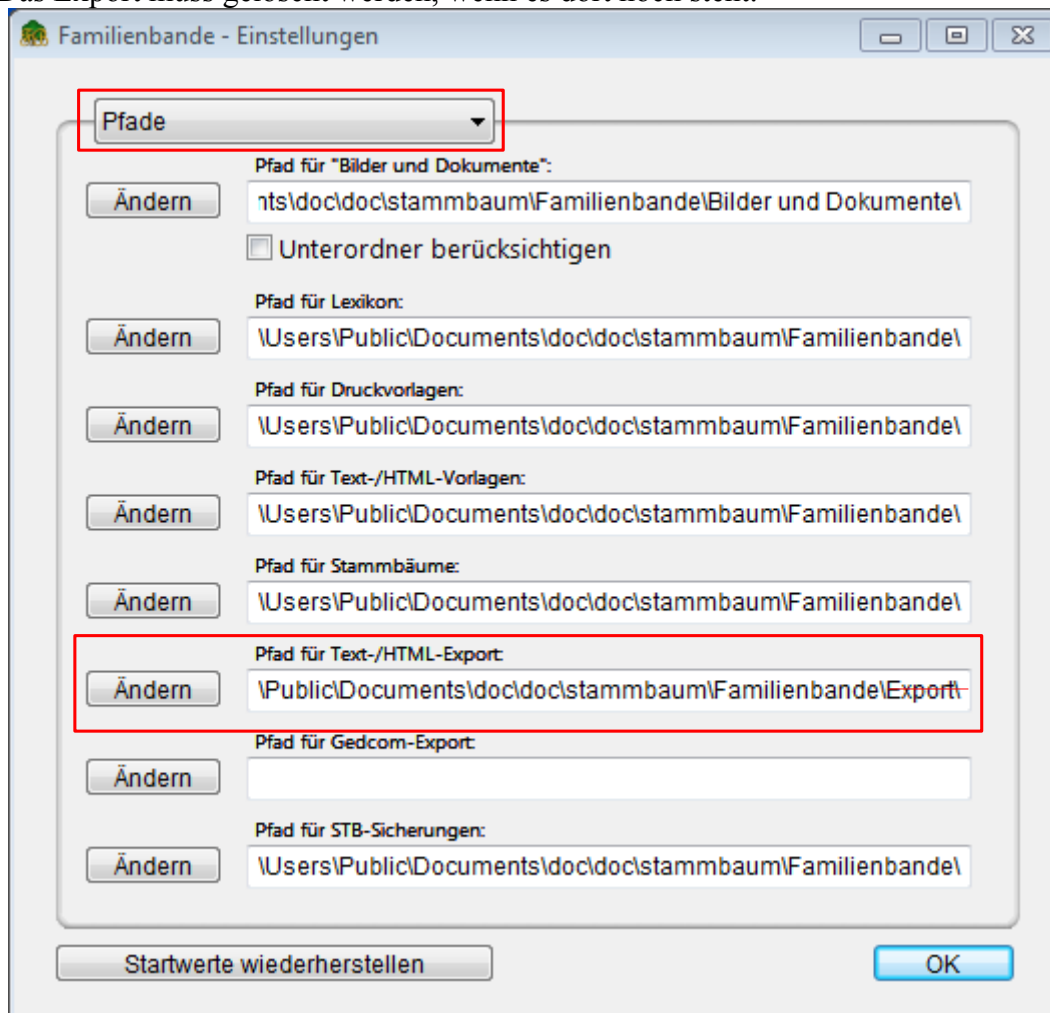 Das Export muss gelöscht werden, wenn es dort noch steht.
Familienbande - Einstellungen
Pfade
Pfad für "Bilder und Dokumente":
Ändern
nts\doc\doc\stammbaum\Familienbande\Bilder und Dokumente\
Unterordner berücksichtigen
Pfad für Lexikon:
Ändern
\Users\Public\Documents\doc\doc\stammbaum\Familienbande\
Pfad für Druckvorlagen:
Ändern
\Users\Public\Documents\doc\doc\stammbaum\Familienbande\
Pfad für Text-/HTML-Vorlagen:
Ändern
\Users\Public\Documents\doc\doc\stammbaum\Familienbande\
Pfad für Stammbäume:
Ändern
\Users\Public\Documents\doc\doc\stammbaum\Familienbande\
Pfad für Text-/HTML-Export:
Ändern
\Public\Documents\doc\doc\stammbaum\Familienbande\Export\
Pfad für Gedcom-Export:
Ändern
Pfad für STB-Sicherungen:
Ändern
\Users\Public\Documents\doc\doc\stammbaum\Familienbande\
Startwerte wiederherstellen
OK